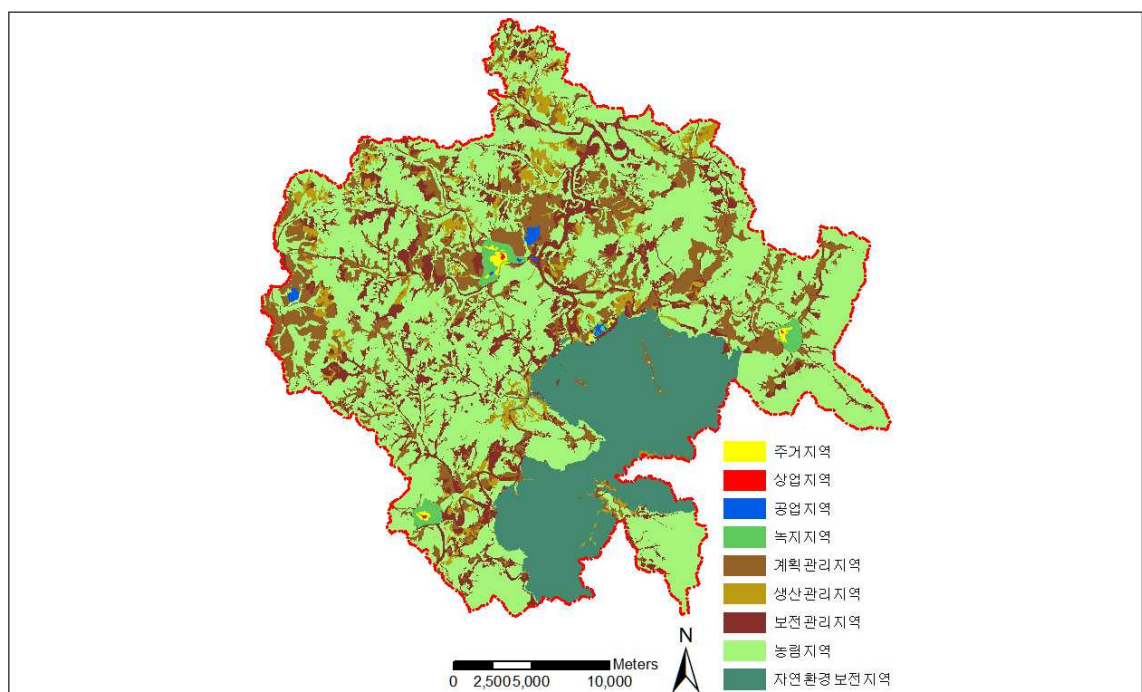 주거지역
상업지역
공업지역
녹지지역
계획관리지역
생산관리지역
보전관리지역
농림지역
자연환경보전지역
N
Meters
0 2,5005,000 10,000